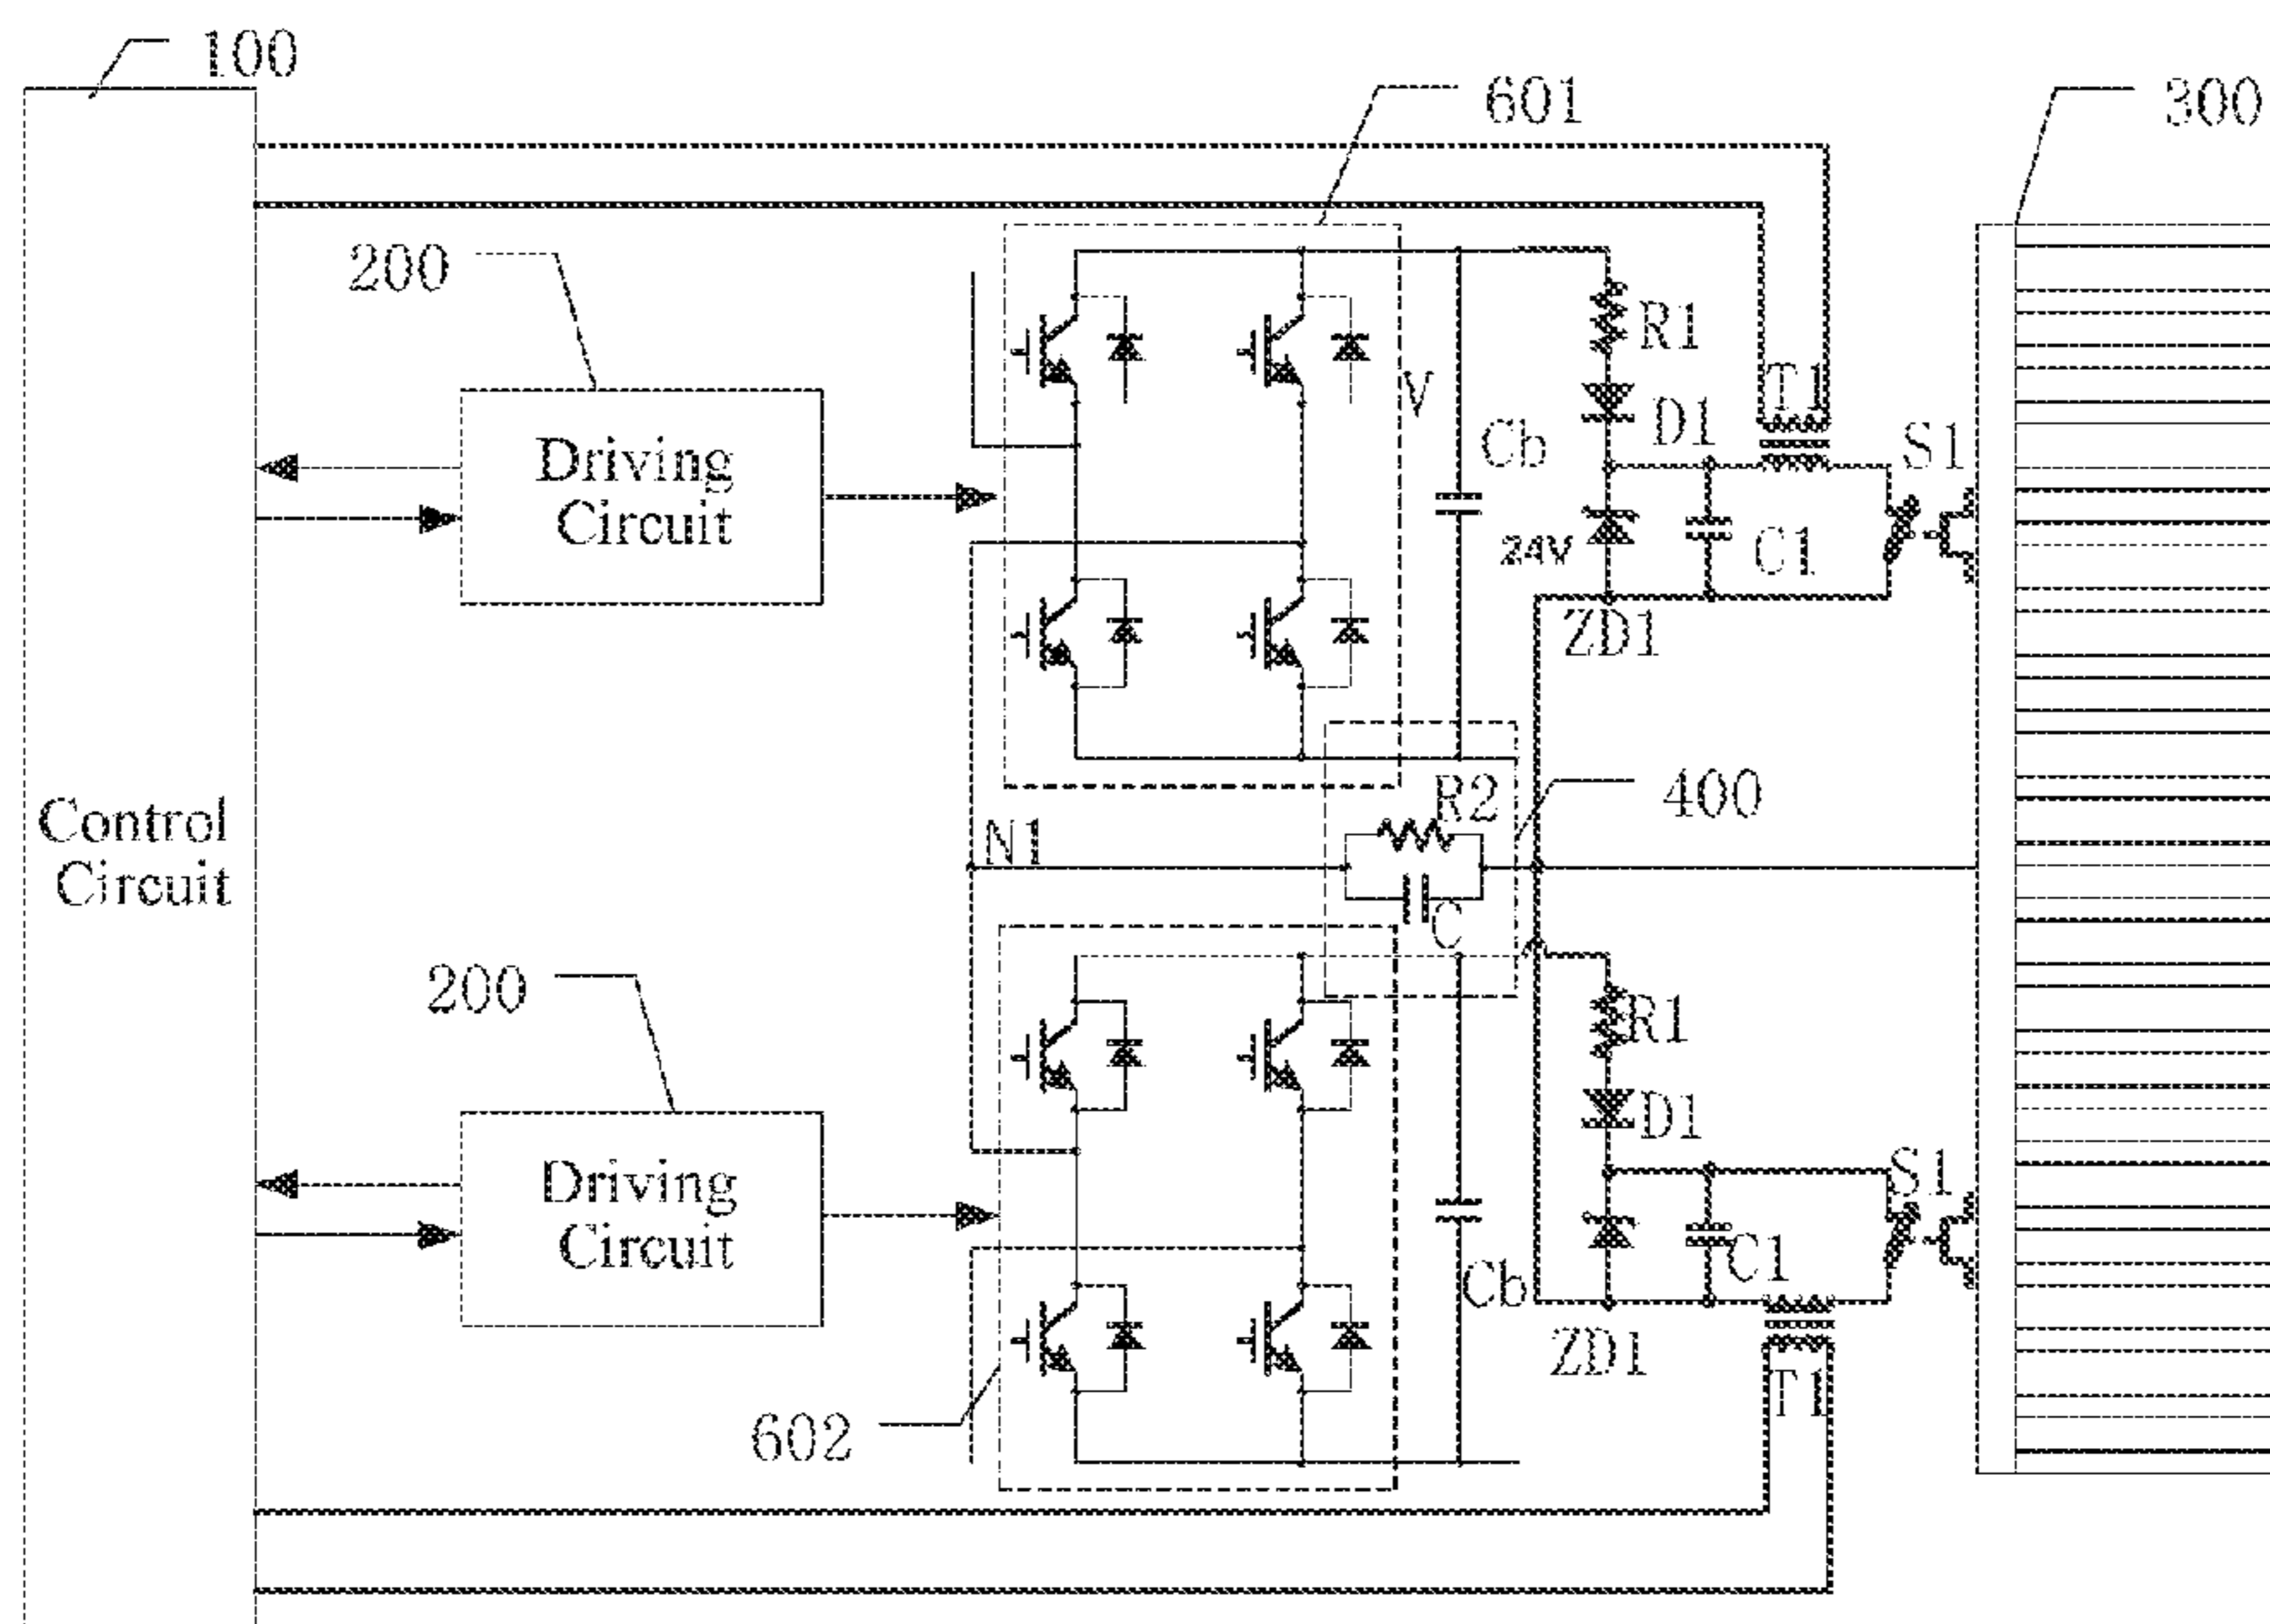 100
601
300
200
R1
V
T1
D1
S1
Cb
Driving
Circuit
24V
C1
ZD1
R2
400
Control
Circuit
N1
C
200
R1
D1
S1
Driving
Circuit
C1
Cb
ZD1
T1
602